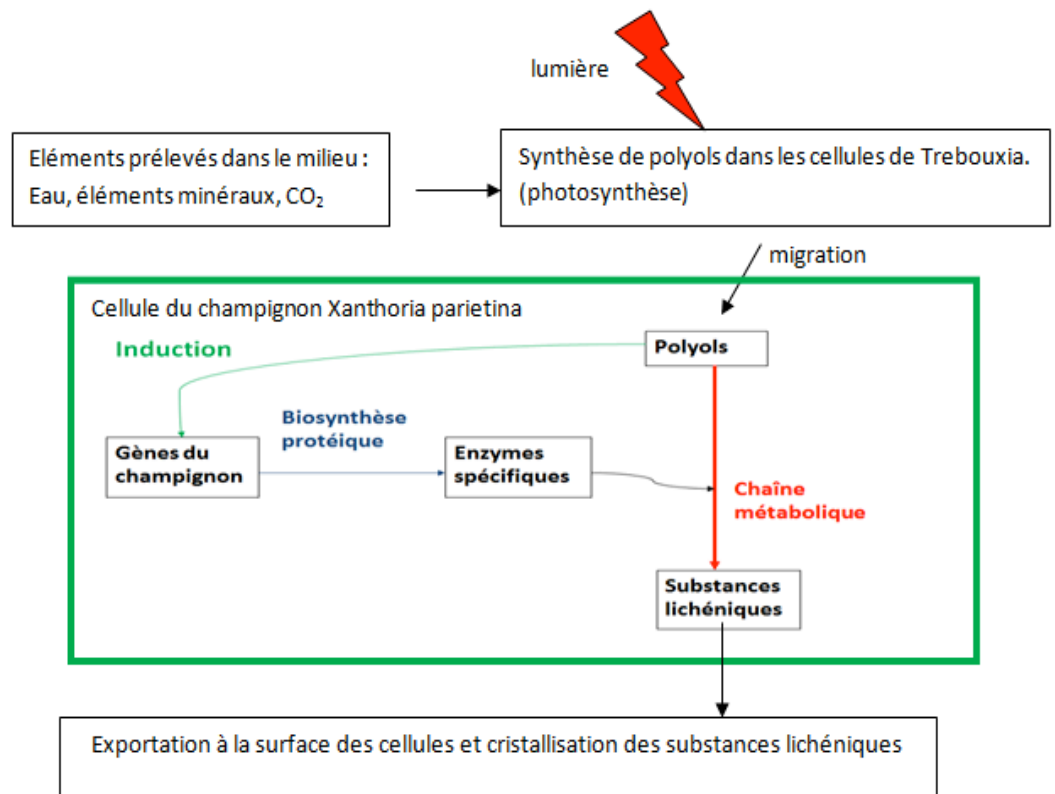 lumière
Eléments prélevés dans le milieu :
Eau, éléments minéraux, CO₂
Synthèse de polyols dans les cellules de Trebouxia.
(photosynthèse)
migration
Cellule du champignon Xanthoria parietina
Induction
Polyols
Biosynthèse
protéique
Gènes du
champignon
Enzymes
spécifiques
Chaîne
métabolique
Substances
lichéniques
Exportation à la surface des cellules et cristallisation des substances lichéniques